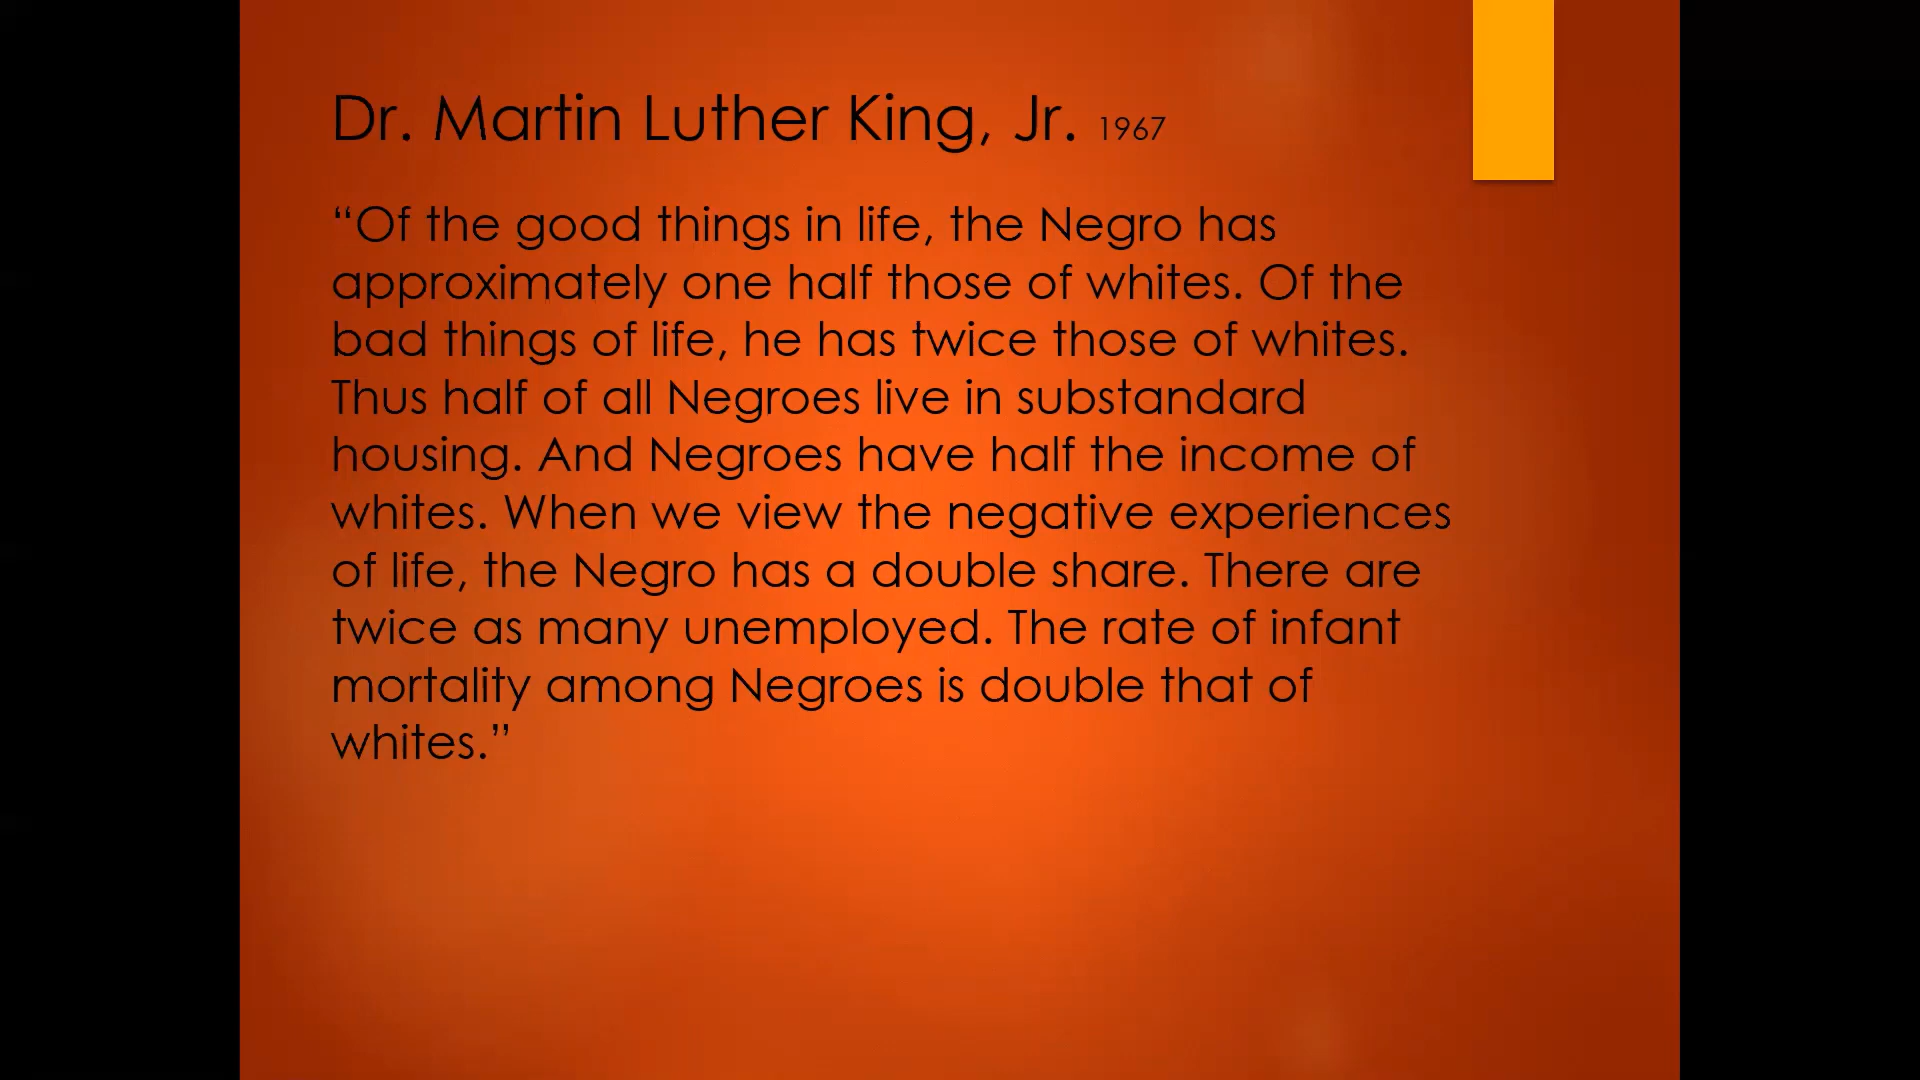 Dr. Martin Luther King, Jr. 1967
“Of the good things in life, the Negro has
approximately one half those of whites. Of the
bad things of life, he has twice those of whites.
Thus half of all Negroes live in substandard
housing. And Negroes have half the income of
whites. When we view the negative experiences
of life, the Negro has a double share. There are
twice as many unemployed. The rate of infant
mortality among Negroes is double that of
whites.”